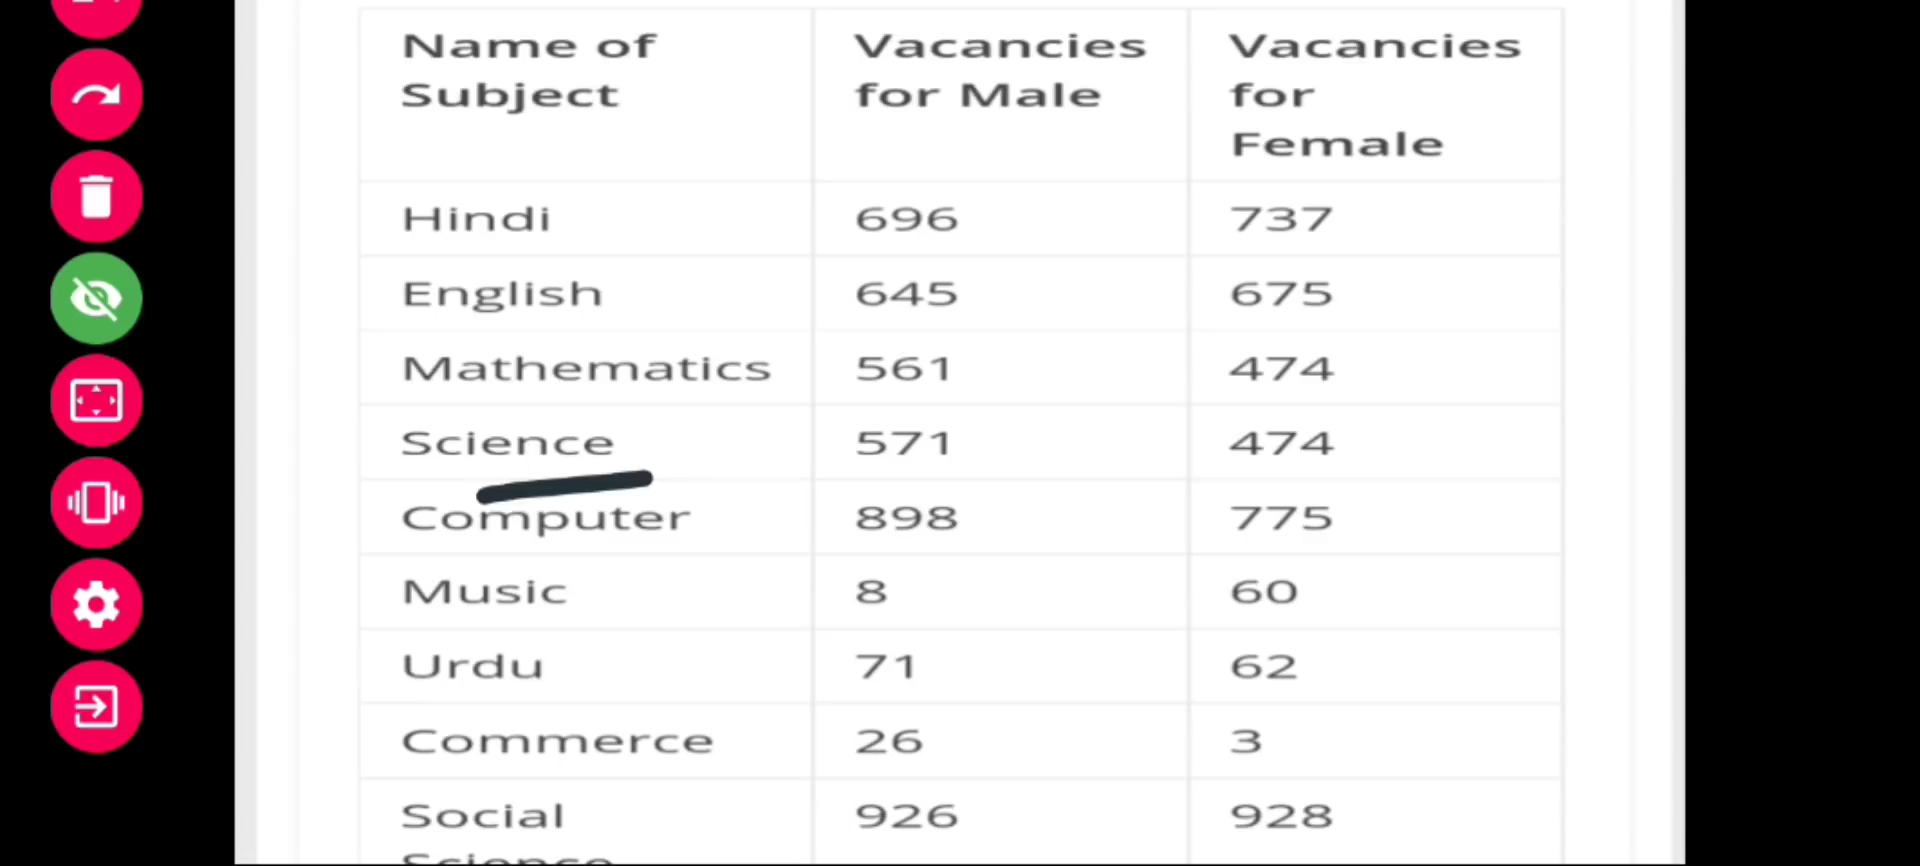 Name of Subject Vacancies for Male Vacancies for Female
Hindi 696 737
English 645 675
Mathematics 561 474
Science 571 474
Computer 898 775
Music 8 60
Urdu 71 62
Commerce 26 3
Social Science 926 928